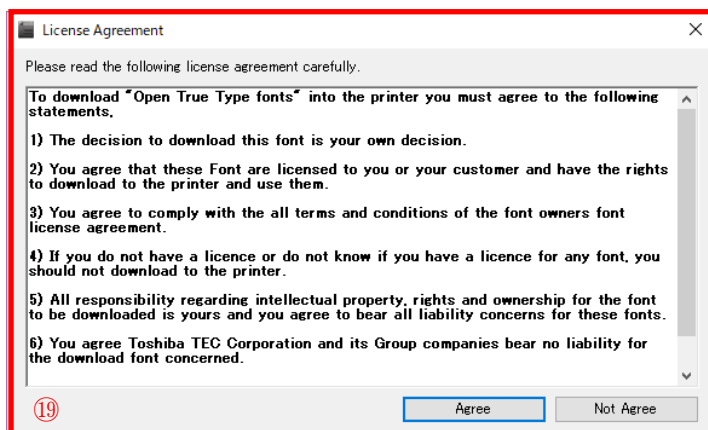 License Agreement
Please read the following license agreement carefully.
To download "Open True Type fonts" into the printer you must agree to the following
statements,
1) The decision to download this font is your own decision.
2) You agree that these Font are licensed to you or your customer and have the rights
to download to the printer and use them.
3) You agree to comply with the all terms and conditions of the font owners font
license agreement.
4) If you do not have a licence or do not know if you have a licence for any font, you
should not download to the printer.
5) All responsibility regarding intellectual property, rights and ownership for the font
to be downloaded is yours and you agree to bear all liability concerns for these fonts.
6) You agree Toshiba TEC Corporation and its Group companies bear no liability for
the download font concerned.
⑲ Agree Not Agree